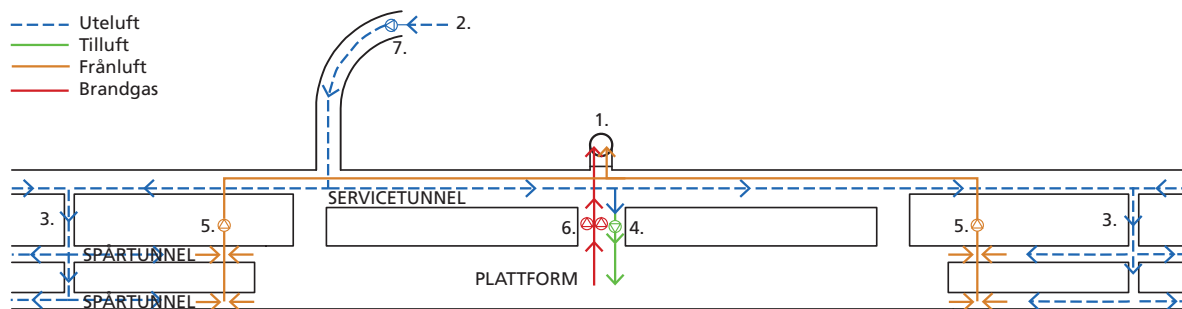 Uteluft
Tilluft
Frånluft
Brandgas
2.
7.
1.
SERVICETUNNEL
3.
5.
6.
4.
5.
3.
SPÅRTUNNEL
PLATTFORM
SPÅRTUNNEL